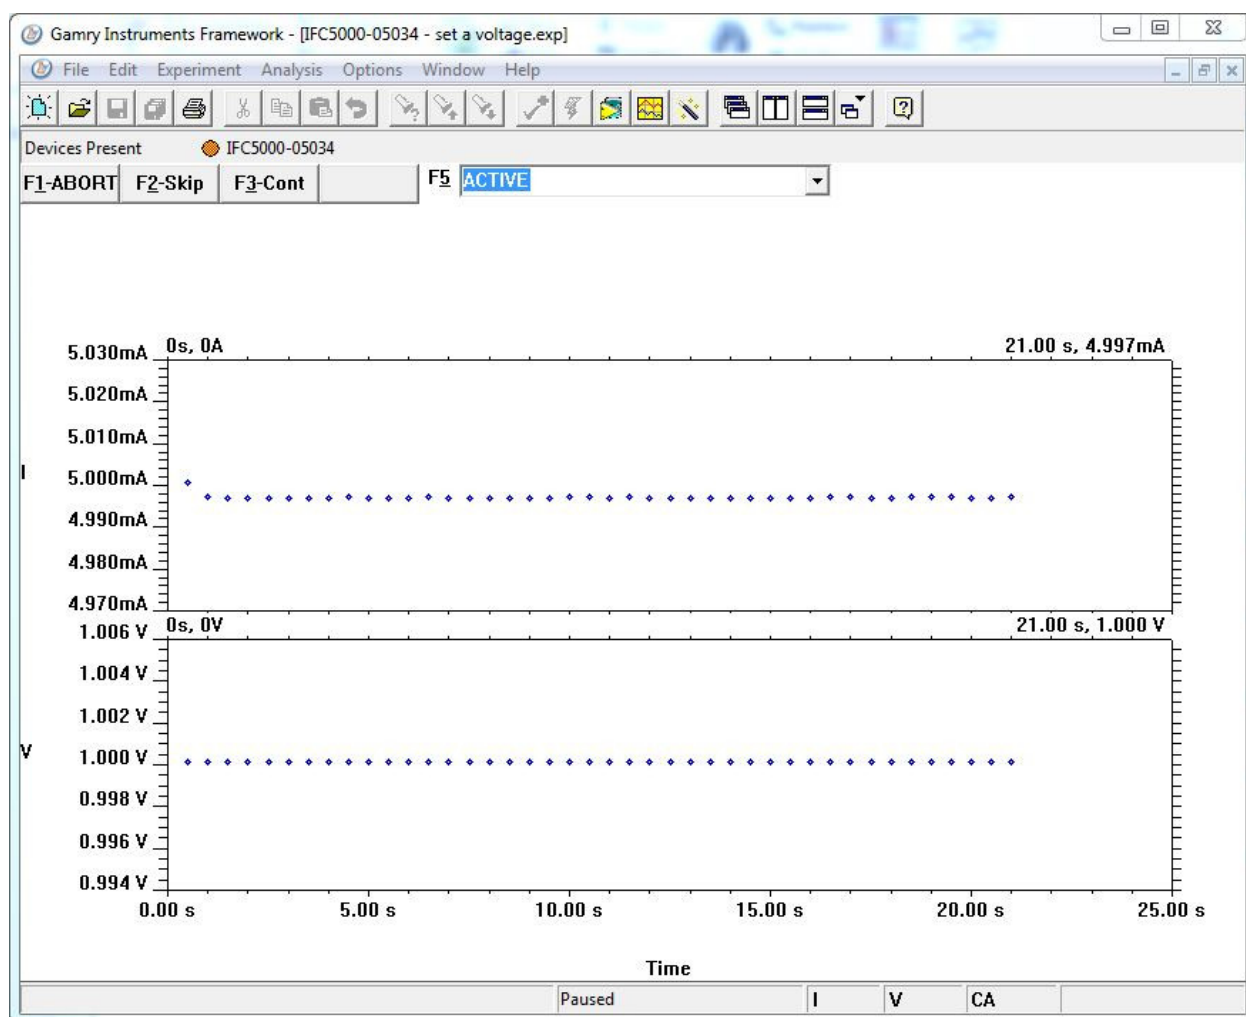 Gamry Instruments Framework - [IFC5000-05034 - set a voltage.exp]
File Edit Experiment Analysis Options Window Help
Devices Present IFC5000-05034
F1-ABORT F2-Skip F3-Cont F5 ACTIVE
0s, 0A 21.00 s, 4.997mA
5.030mA
5.020mA
5.010mA
I
5.000mA
4.990mA
4.980mA
4.970mA
0s, 0V 21.00 s, 1.000 V
1.006 V
1.004 V
1.002 V
V
1.000 V
0.998 V
0.996 V
0.994 V
0.00 s 5.00 s 10.00 s 15.00 s 20.00 s 25.00 s
Time
Paused I V CA